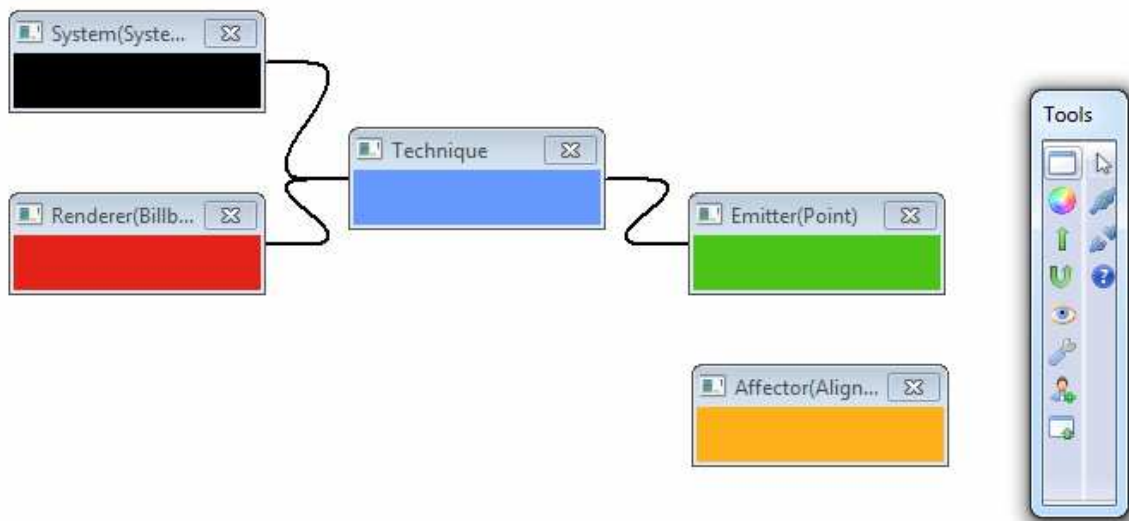 System(Syste...
Tools
Technique
Renderer(Billb...
Emitter(Point)
Affector(Align...